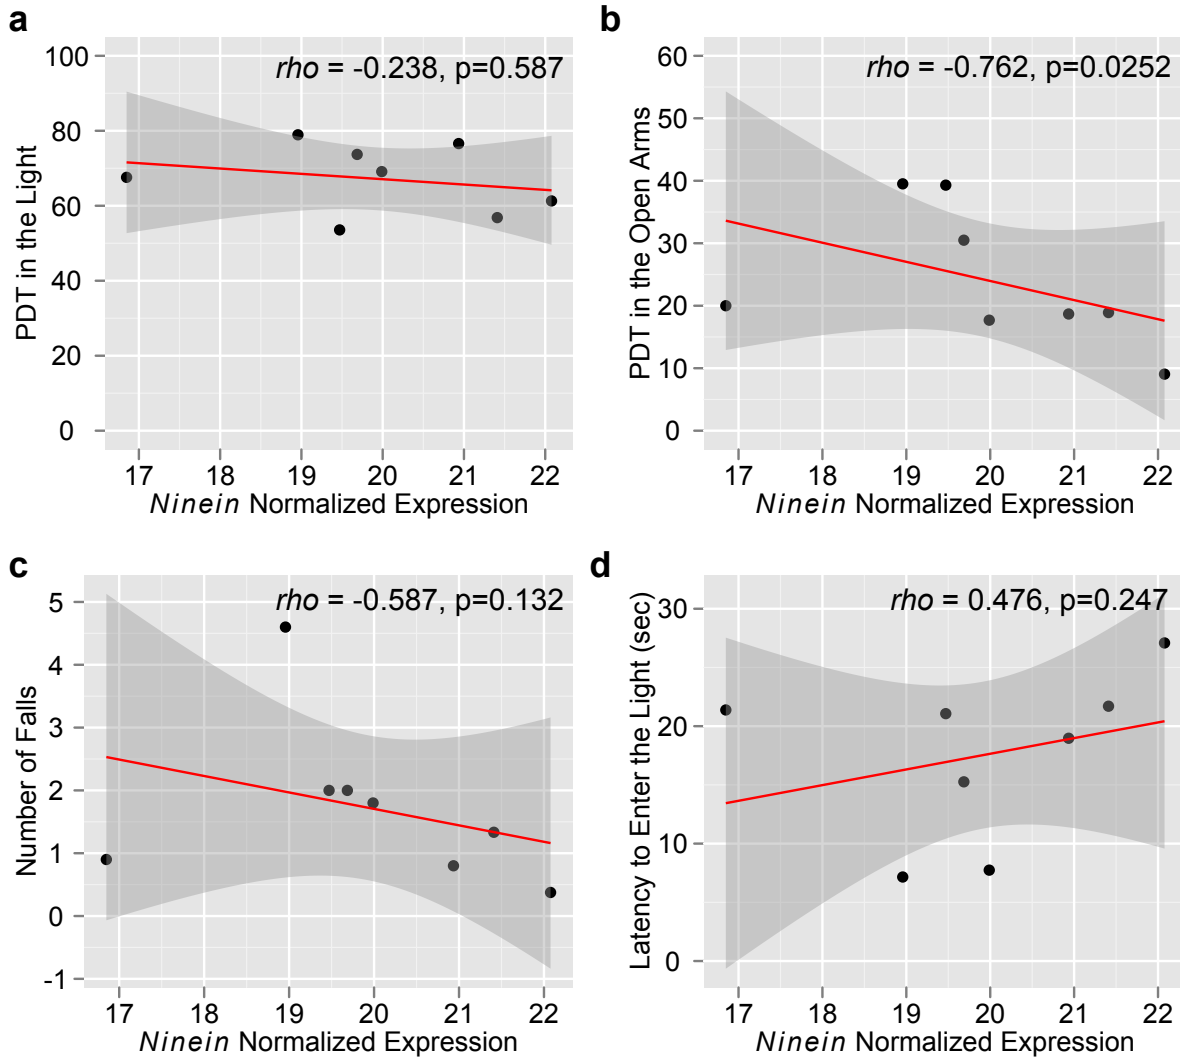 a
rho = -0.238, p=0.587
PDT in the Light
100
80
60
40
20
0
17 18 19 20 21 22
Ninein Normalized Expression
b
rho = -0.762, p=0.0252
PDT in the Open Arms
60
50
40
30
20
10
0
17 18 19 20 21 22
Ninein Normalized Expression
c
rho = -0.587, p=0.132
Number of Falls
5
4
3
2
1
0
-1
17 18 19 20 21 22
Ninein Normalized Expression
d
rho = 0.476, p=0.247
Latency to Enter the Light (sec)
30
20
10
0
17 18 19 20 21 22
Ninein Normalized Expression